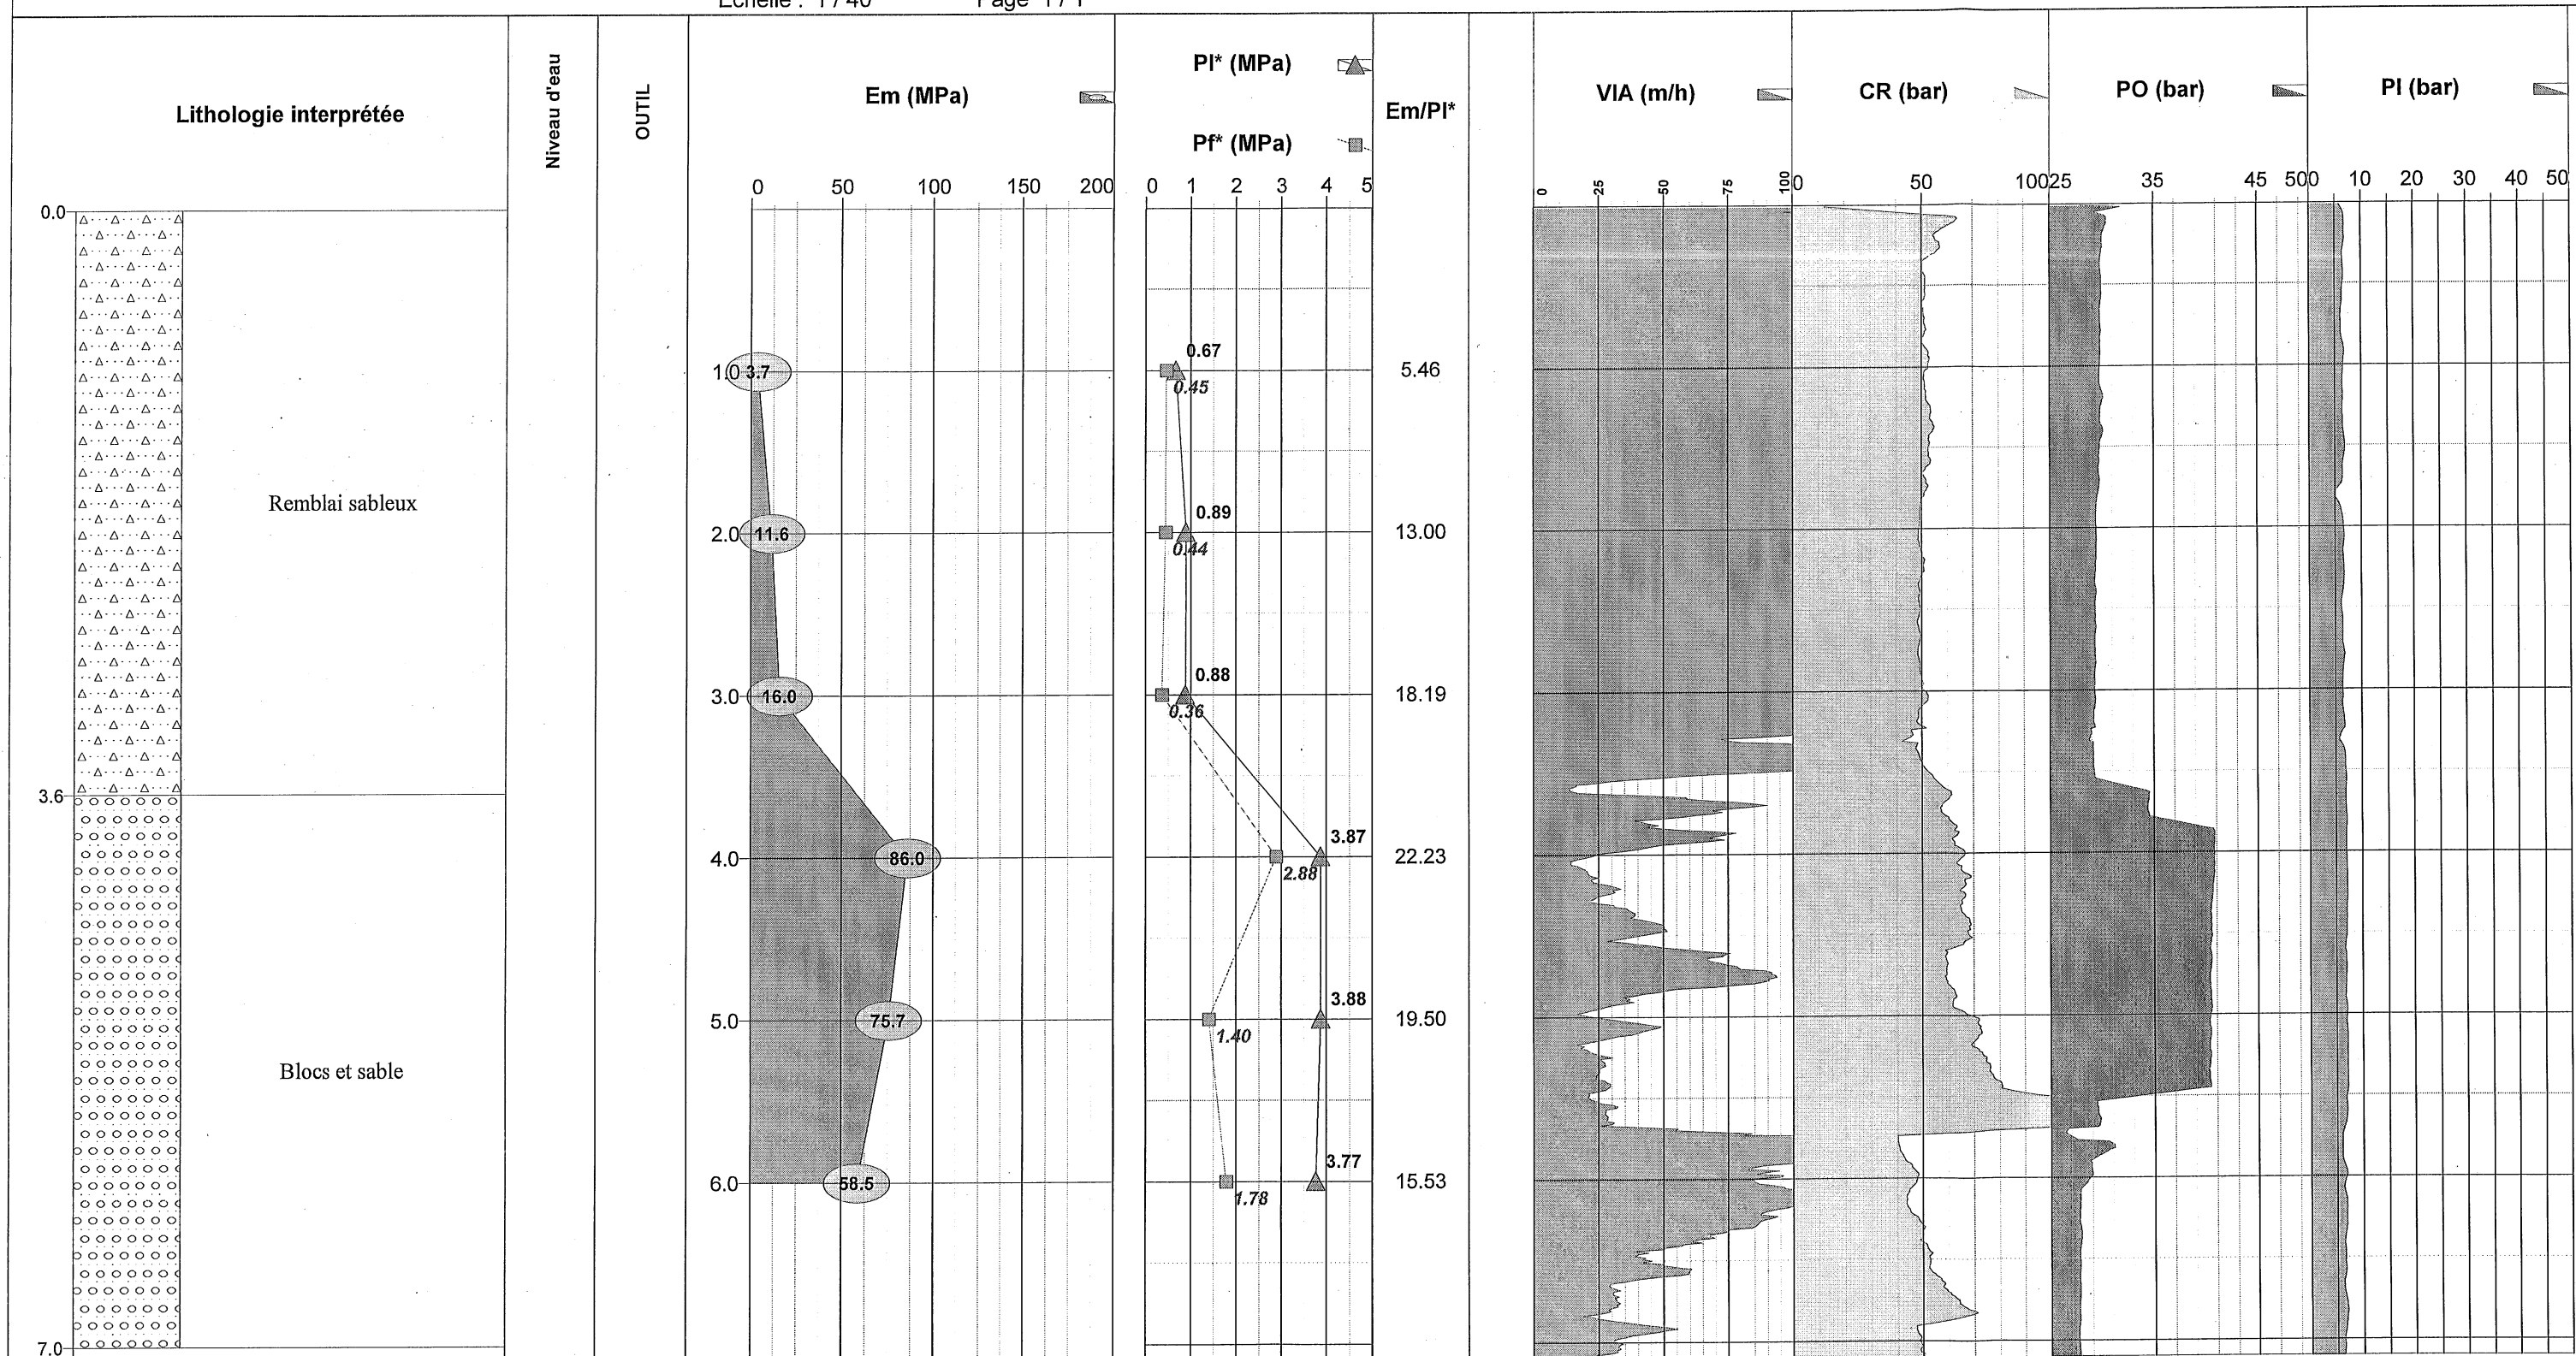 Echelle : 1 / 40 Page 1 / 1
Lithologie interprétée
Niveau d'eau
OUTIL
Em (MPa)
Pl* (MPa)
Pf* (MPa)
Em/Pl*
VIA (m/h)
CR (bar)
PO (bar)
PI (bar)
0 50 100 150 200
0 1 2 3 4 5
0 25 50 75 100
0 50 100
25 35 45 50
0 10 20 30 40 50
0.0
1.0 3.7 0.67 0.45 5.46
Remblai sableux
2.0 11.6 0.89 0.44 13.00
3.0 16.0 0.88 0.36 18.19
3.6
4.0 86.0 3.87 2.88 22.23
5.0 75.7 3.88 1.40 19.50
Blocs et sable
6.0 58.5 3.77 1.78 15.53
7.0